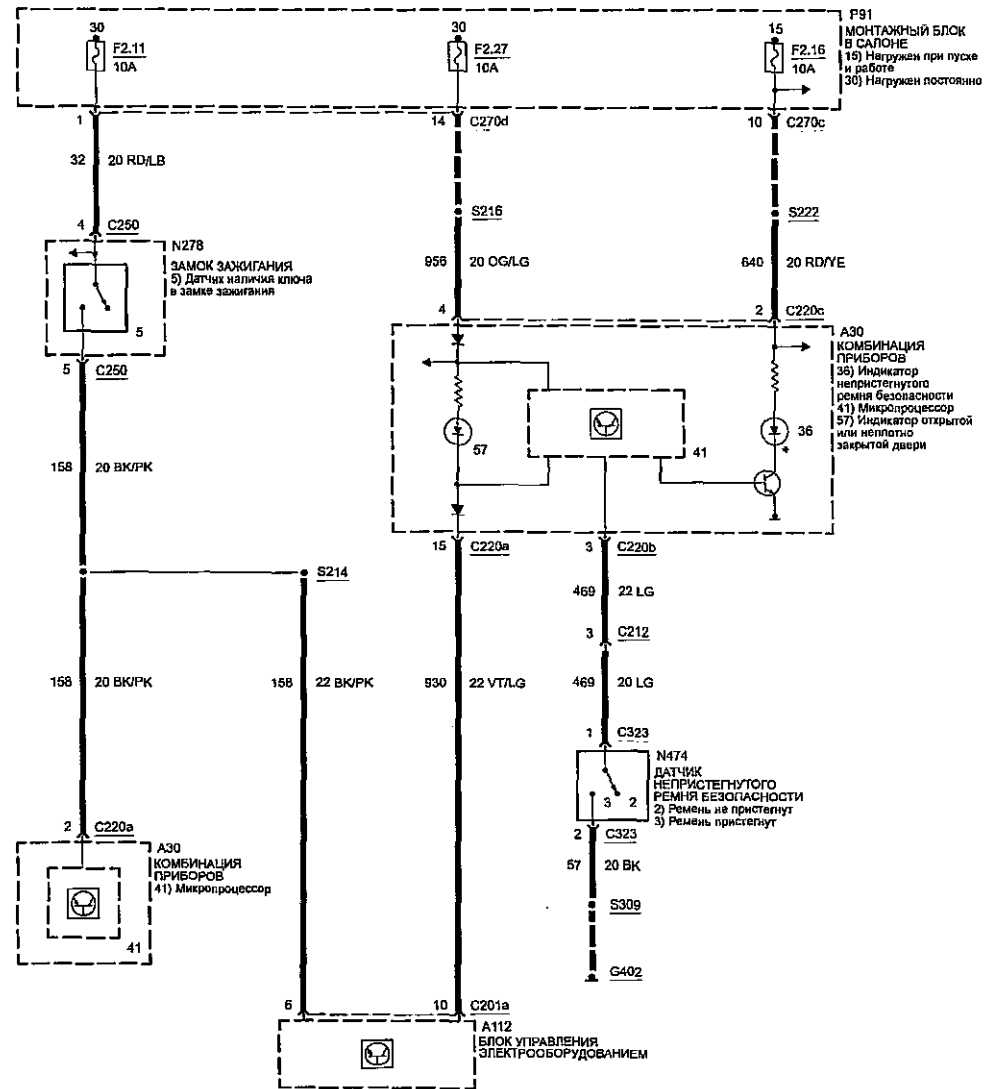 30
30
15
P91
F2.11
10A
F2.27
10A
F2.16
10A
МОНТАЖНЫЙ БЛОК
В САЛОНЕ
15) Нагружен при пуске
и работе
30) Нагружен постоянно
1
14
C270d
10
C270c
32
20 RD/LB
S216
S222
4
C250
N278
ЗАМОК ЗАЖИГАНИЯ
5) Датчик наличия ключа
в замке зажигания
5
956
20 OG/LG
640
20 RD/YE
4
2
C220c
5
C250
A30
КОМБИНАЦИЯ
ПРИБОРОВ
36) Индикатор
непристегнутого
ремня безопасности
41) Микропроцессор
57) Индикатор открытой
или неплотно
закрытой двери
57
41
36
158
20 BK/PK
15
C220a
3
C220b
S214
469
22 LG
3
C212
158
20 BK/PK
158
22 BK/PK
930
22 VT/LG
469
20 LG
1
C323
N474
ДАТЧИК
НЕПРИСТЕГНУТОГО
РЕМНЯ БЕЗОПАСНОСТИ
2) Ремень не пристегнут
3) Ремень пристегнут
3
2
2
C220a
2
C323
A30
КОМБИНАЦИЯ
ПРИБОРОВ
41) Микропроцессор
41
57
20 BK
S309
G402
6
10
C201a
A112
БЛОК УПРАВЛЕНИЯ
ЭЛЕКТРООБОРУДОВАНИЕМ